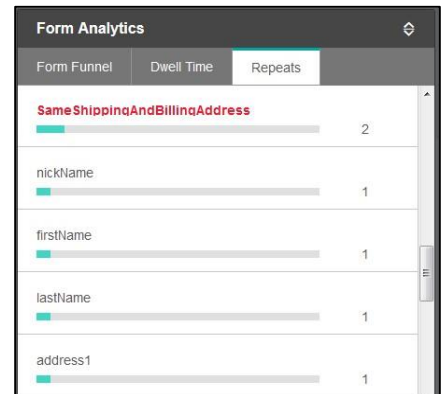 Form Analytics
Form Funnel Dwell Time Repeats
SameShippingAndBillingAddress
2
nickName
1
firstName
1
lastName
1
address1
1